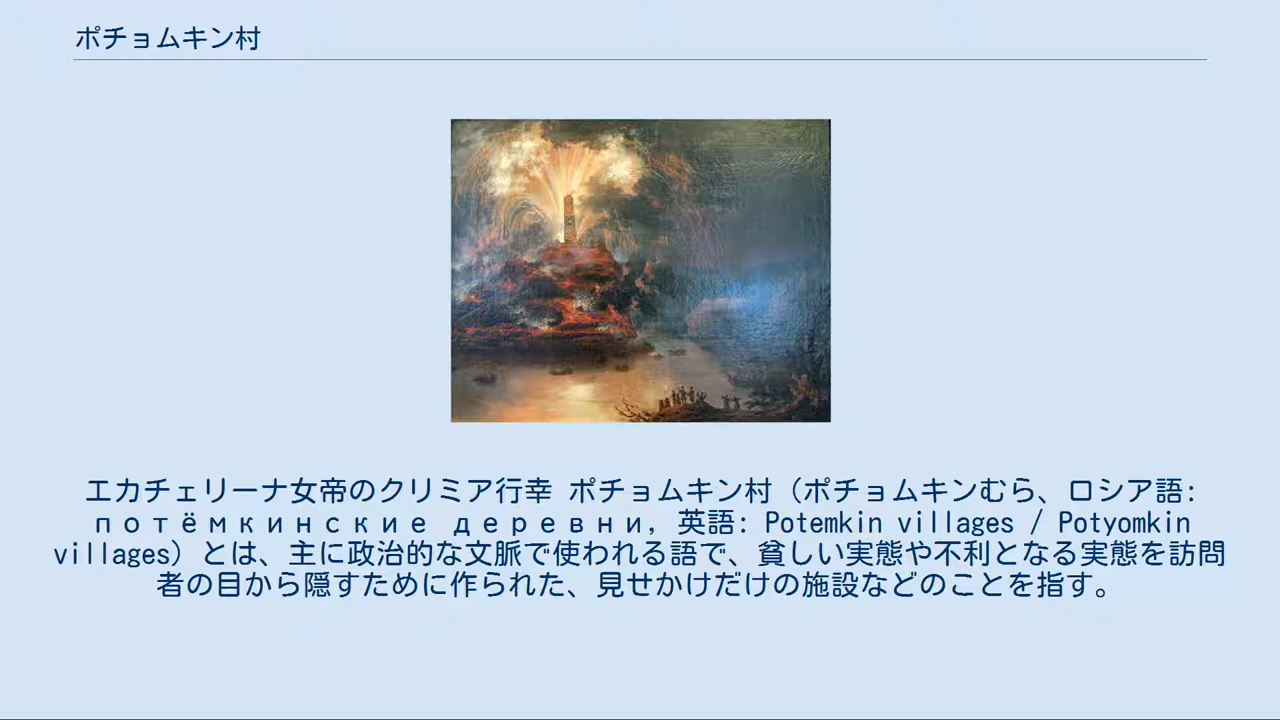 ポチョムキン村
エカチェリーナ女帝のクリミア行幸 ポチョムキン村（ポチョムキンむら、ロシア語:
потёмкинские деревни, 英語: Potemkin villages / Potyomkin
villages）とは、主に政治的な文脈で使われる語で、貧しい実態や不利となる実態を訪問
者の目から隠すために作られた、見せかけだけの施設などのことを指す。